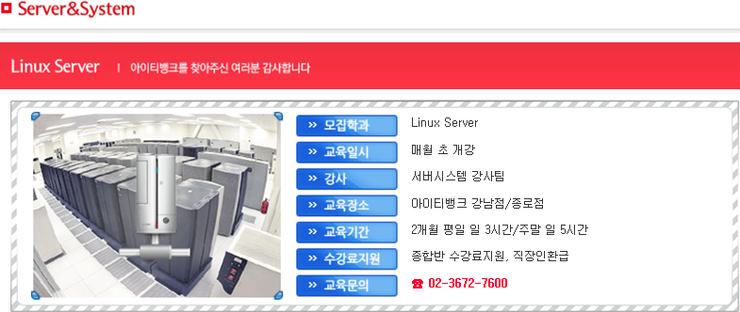 Server&System
Linux Server | 아이티뱅크를 찾아주신 여러분 감사합니다
>> 모집학과 Linux Server
>> 교육일시 매월 초 개강
>> 강사 서버시스템 강사팀
>> 교육장소 아이티뱅크 강남점/종로점
>> 교육기간 2개월 평일 일 3시간/주말 일 5시간
>> 수강료지원 종합반 수강료지원, 직장인환급
>> 교육문의 ☎ 02-3672-7600